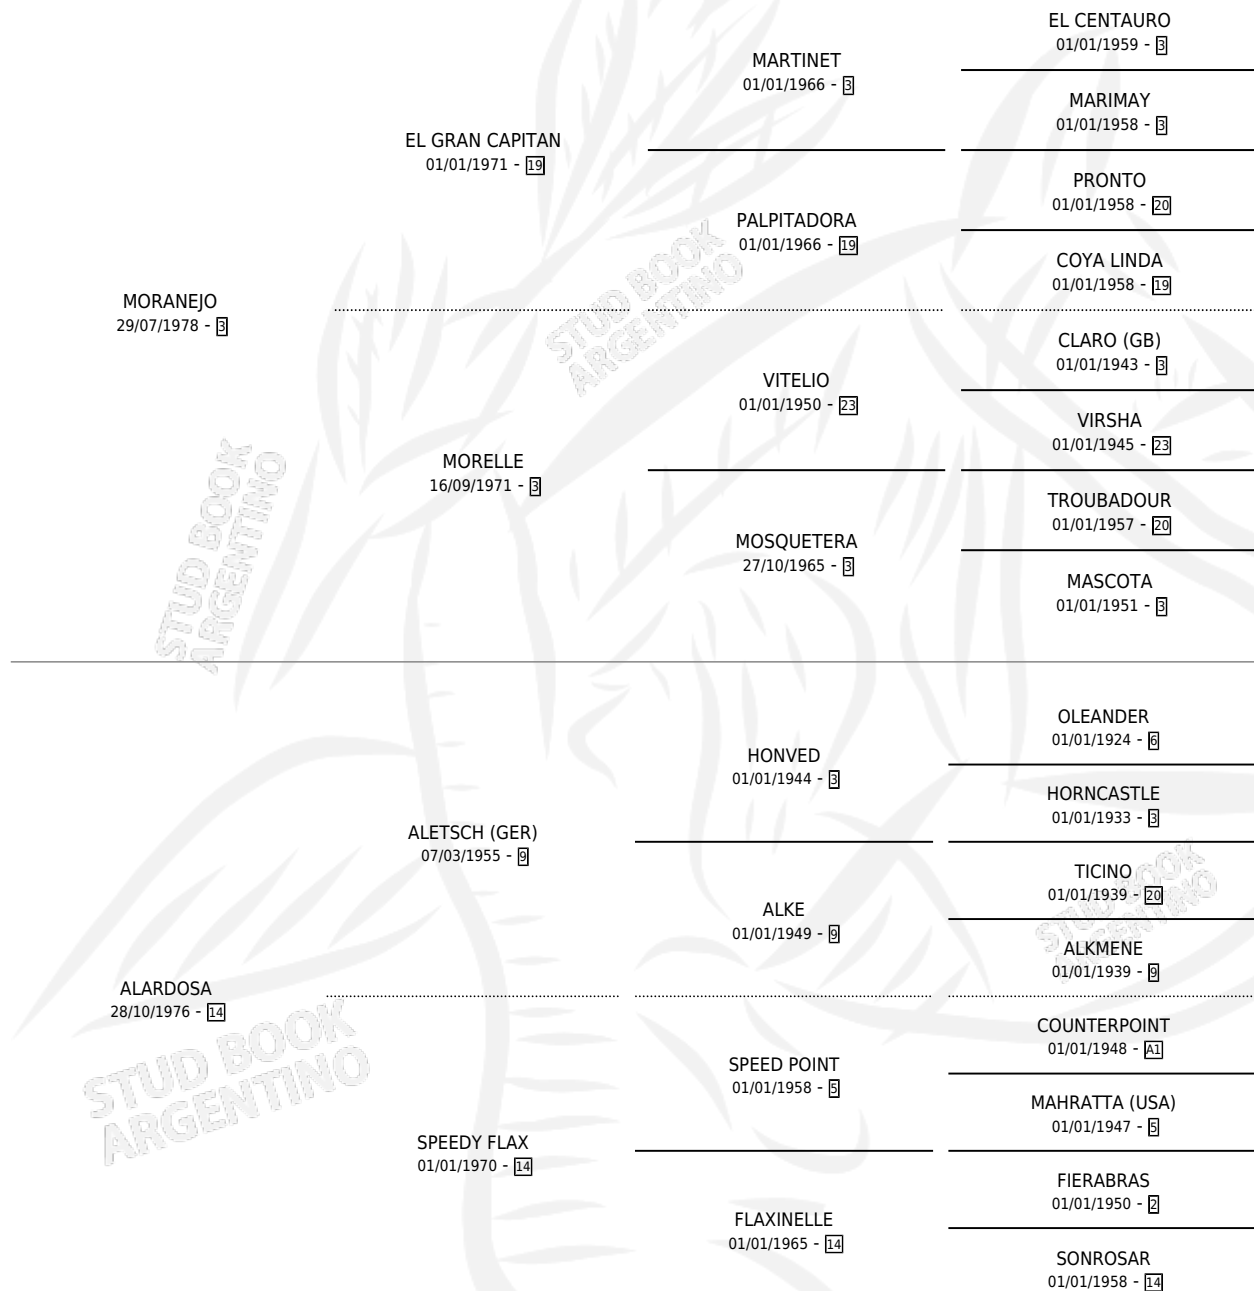 EL CENTAURO
01/01/1959 - 3
MARTINET
01/01/1966 - 3
MARIMAY
01/01/1958 - 3
EL GRAN CAPITAN
01/01/1971 - 19
PRONTO
01/01/1958 - 20
PALPITADORA
01/01/1966 - 19
COYA LINDA
01/01/1958 - 19
MORANEJO
29/07/1978 - 3
CLARO (GB)
01/01/1943 - 3
VITELIO
01/01/1950 - 23
VIRSHA
01/01/1945 - 23
MORELLE
16/09/1971 - 3
TROUBADOUR
01/01/1957 - 20
MOSQUETERA
27/10/1965 - 3
MASCOTA
01/01/1951 - 3
OLEANDER
01/01/1924 - 6
HONVED
01/01/1944 - 3
HORNCASTLE
01/01/1933 - 3
ALETSCH (GER)
07/03/1955 - 9
TICINO
01/01/1939 - 20
ALKE
01/01/1949 - 9
ALKMENE
01/01/1939 - 9
ALARDOSA
28/10/1976 - 14
COUNTERPOINT
01/01/1948 - A1
SPEED POINT
01/01/1958 - 5
MAHRATTA (USA)
01/01/1947 - 5
SPEEDY FLAX
01/01/1970 - 14
FIERABRAS
01/01/1950 - 2
FLAXINELLE
01/01/1965 - 14
SONROSAR
01/01/1958 - 14
STUD BOOK
ARGENTINO
STUD BOOK
ARGENTINO
STUD BOOK
ARGENTINO
STUD BOOK
ARGENTINO